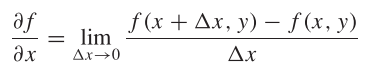 ∂f/∂x = lim_{Δx→0} (f(x + Δx, y) − f(x, y))/Δx